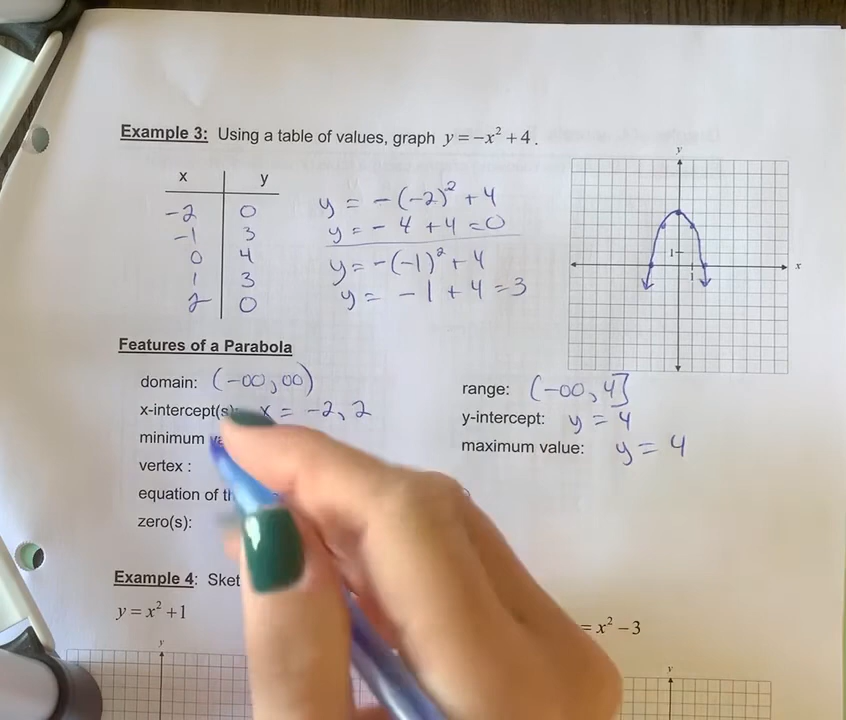 Example 3: Using a table of values, graph y = −x² + 4.
y
x y
y = -(-2)² + 4
-2 0
y = - 4 + 4 = 0
-1 3
0 4
y = -(-1)² + 4
1 3
y = - 1 + 4 = 3
2 0
1
1
x
Features of a Parabola
domain: (-∞, ∞) range: (-∞, 4]
x-intercept(s): x = -2, 2 y-intercept: y = 4
minimum maximum value: y = 4
vertex :
equation of
zero(s):
Example 4:
y = x² + 1 = x² − 3
y y